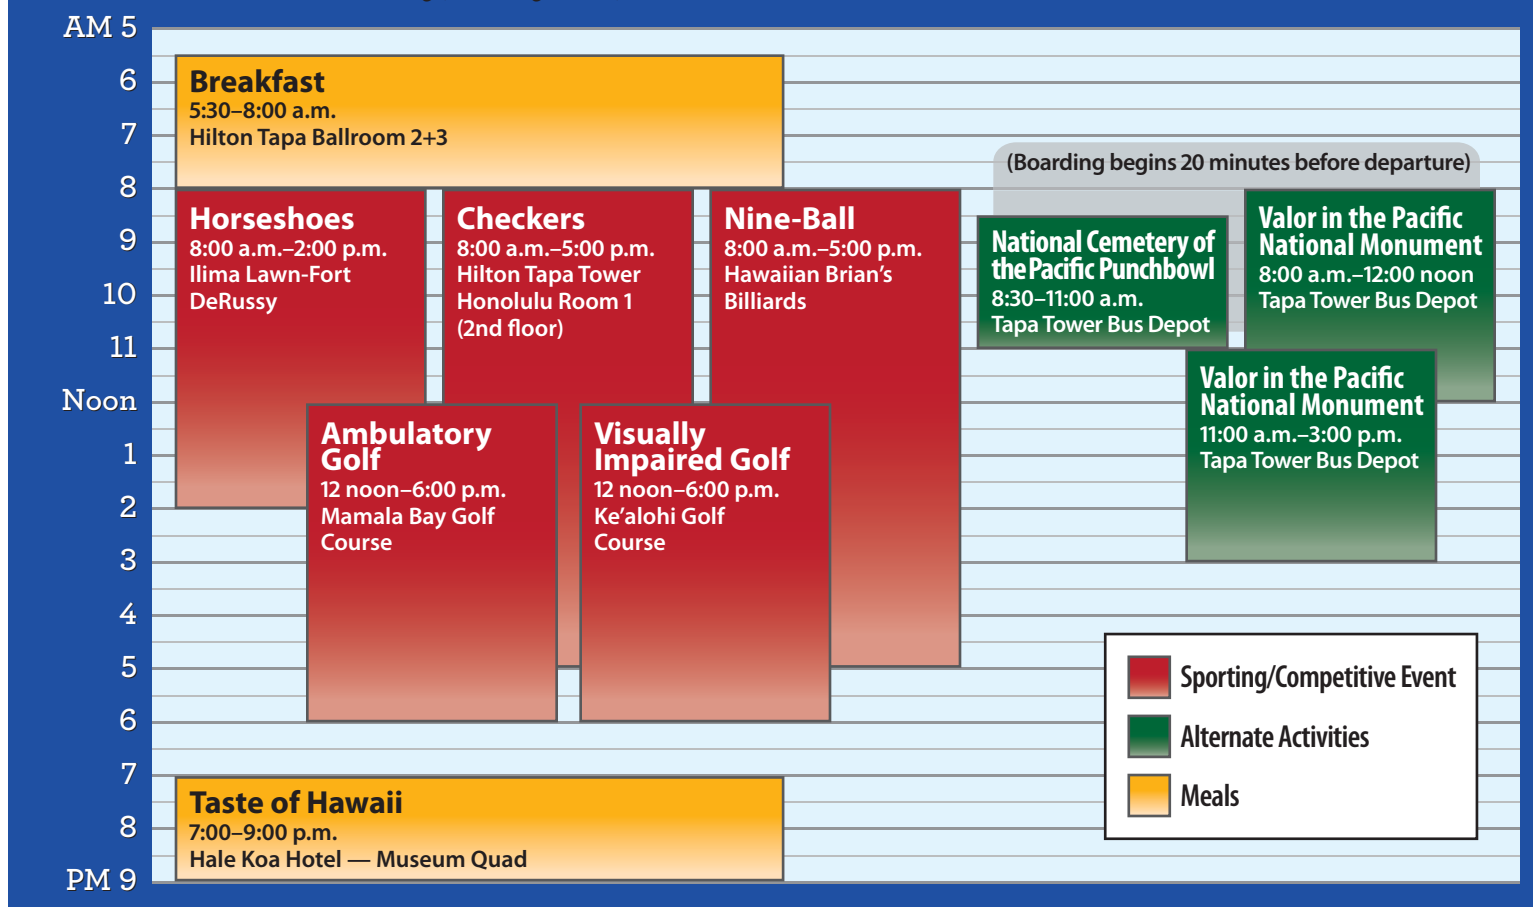 AM 5
6
7
8
9
10
11
Noon
1
2
3
4
5
6
7
8
PM 9
Breakfast
5:30–8:00 a.m.
Hilton Tapa Ballroom 2+3
(Boarding begins 20 minutes before departure)
Horseshoes
8:00 a.m.–2:00 p.m.
Ilima Lawn-Fort
DeRussy
Checkers
8:00 a.m.–5:00 p.m.
Hilton Tapa Tower
Honolulu Room 1
(2nd floor)
Nine-Ball
8:00 a.m.–5:00 p.m.
Hawaiian Brian’s
Billiards
National Cemetery of
the Pacific Punchbowl
8:30–11:00 a.m.
Tapa Tower Bus Depot
Valor in the Pacific
National Monument
8:00 a.m.–12:00 noon
Tapa Tower Bus Depot
Valor in the Pacific
National Monument
11:00 a.m.–3:00 p.m.
Tapa Tower Bus Depot
Ambulatory
Golf
12 noon–6:00 p.m.
Mamala Bay Golf
Course
Visually
Impaired Golf
12 noon–6:00 p.m.
Ke’alohi Golf
Course
Taste of Hawaii
7:00–9:00 p.m.
Hale Koa Hotel — Museum Quad
Sporting/Competitive Event
Alternate Activities
Meals